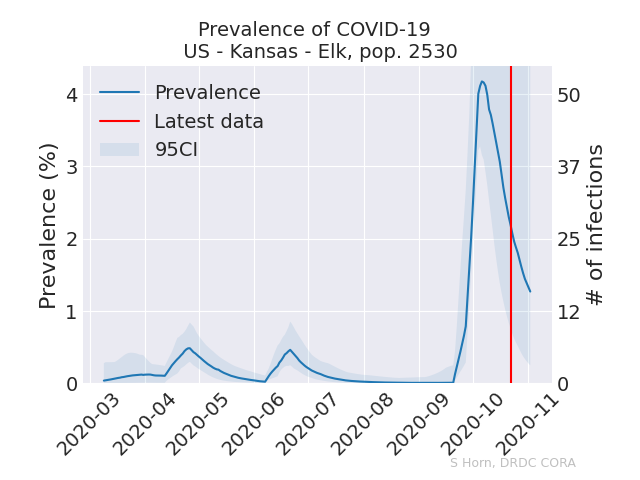 Prevalence of COVID-19
US - Kansas - Elk, pop. 2530
Prevalence
Latest data
95CI
Prevalence (%)
4
3
2
1
0
50
37
25
12
0
# of infections
2020-03
2020-04
2020-05
2020-06
2020-07
2020-08
2020-09
2020-10
2020-11
S Horn, DRDC CORA